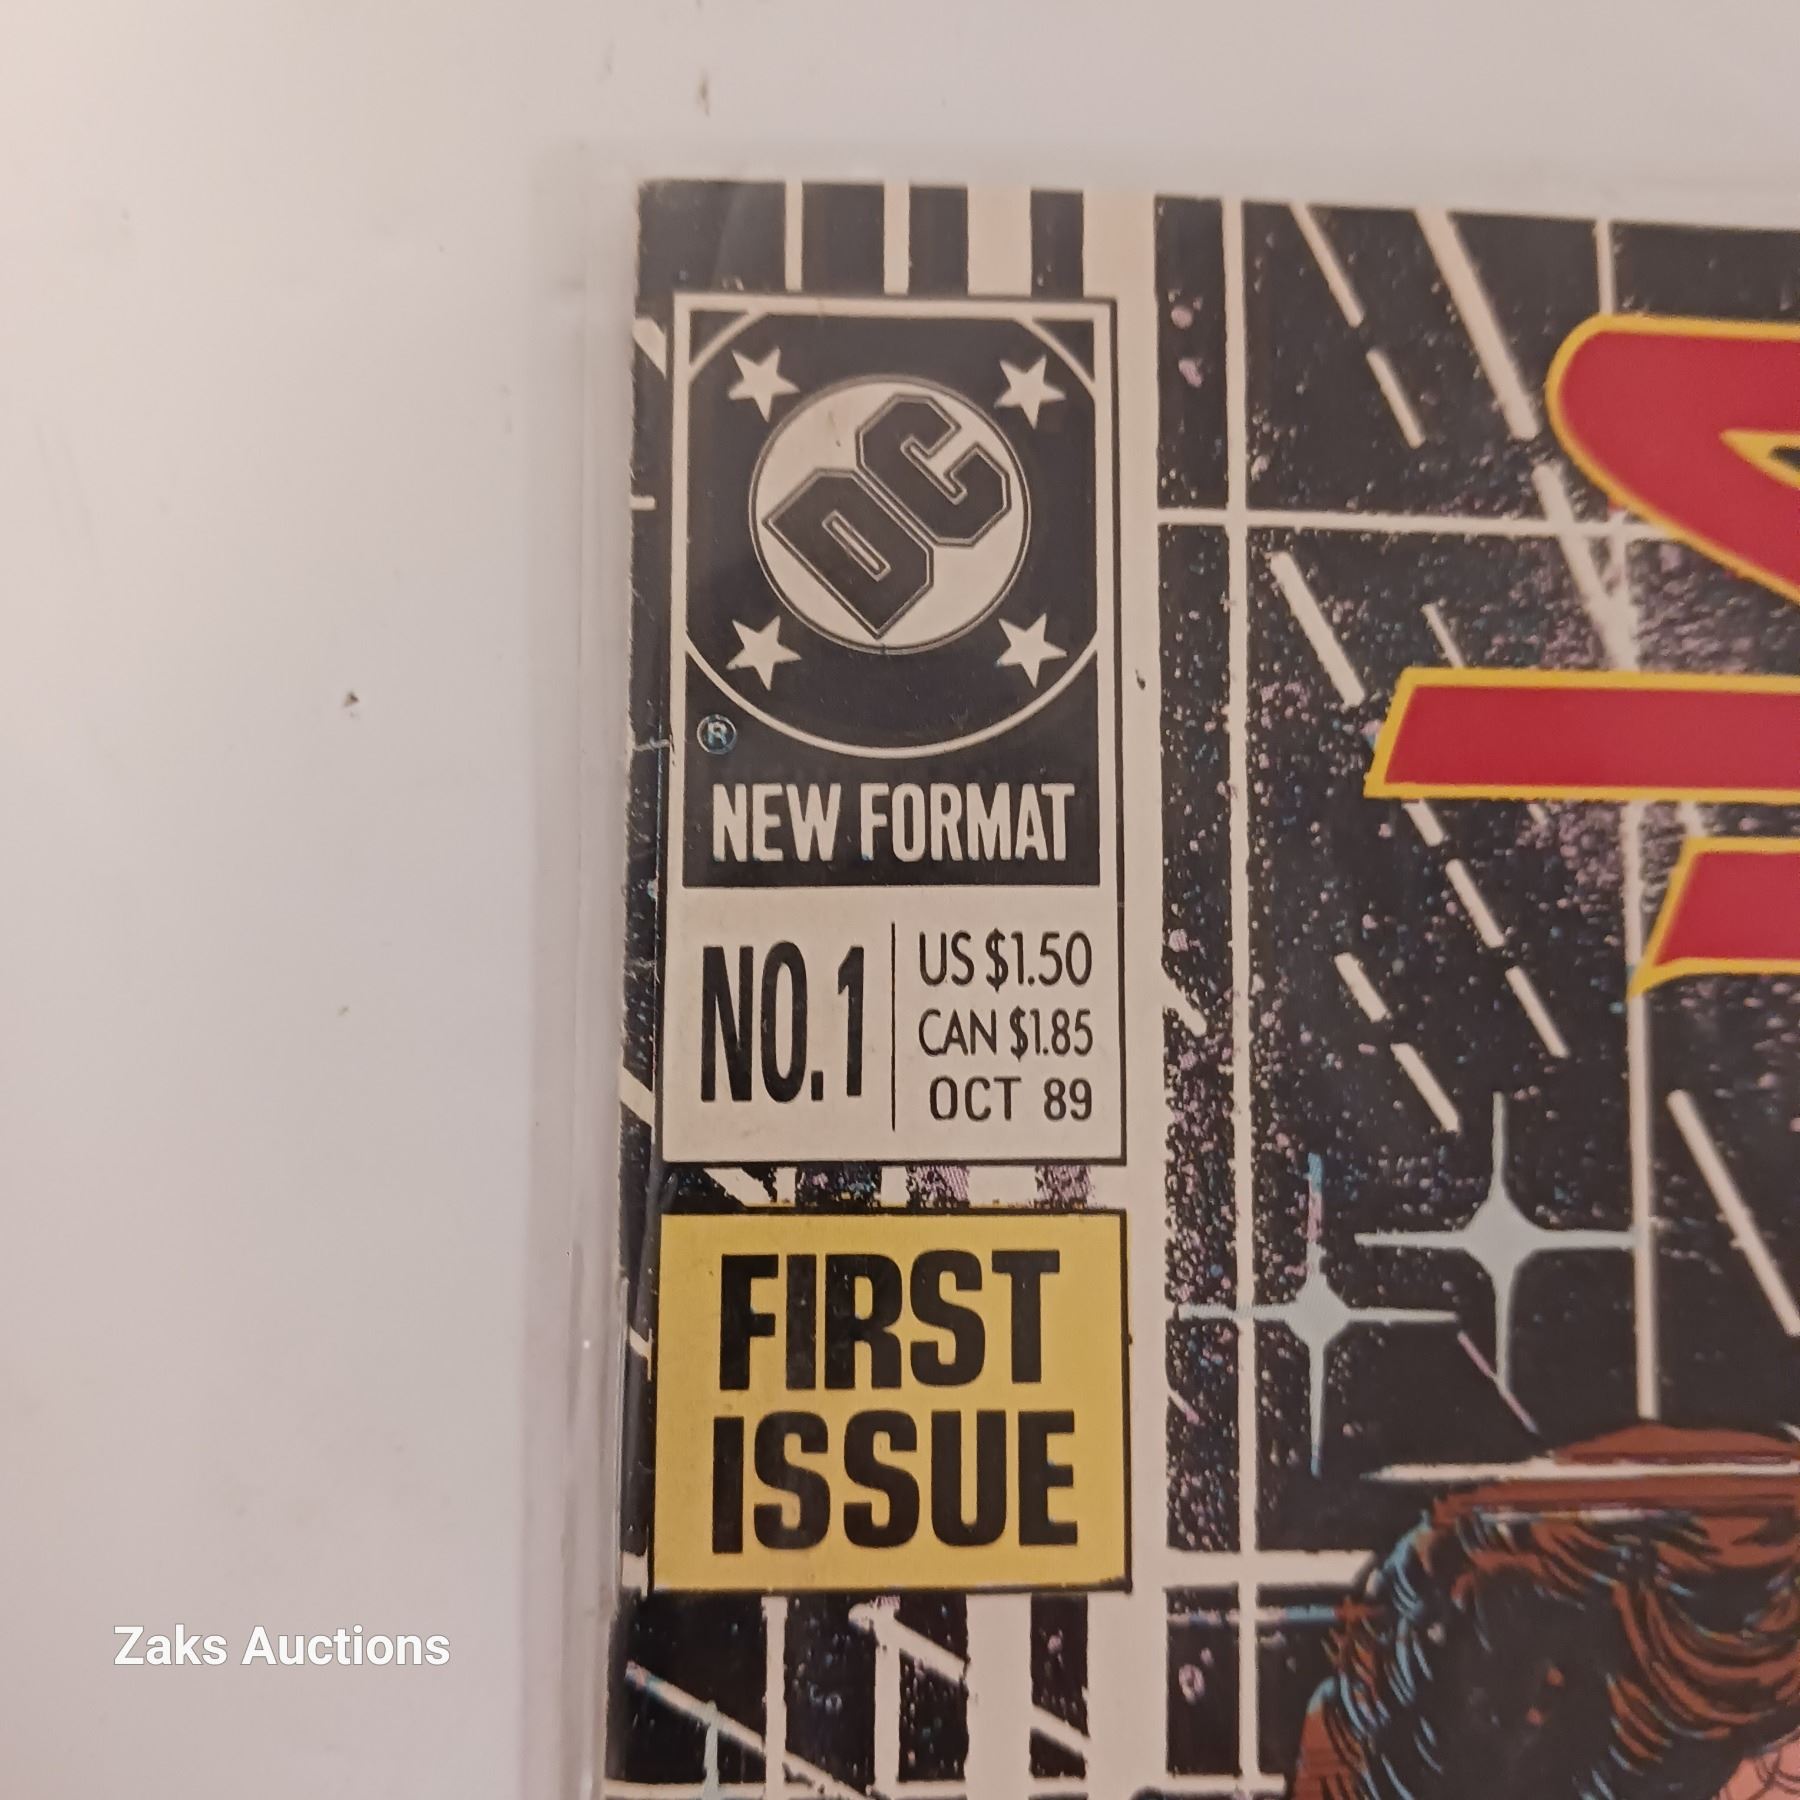 DC
®
NEW FORMAT
NO.1
US $1.50
CAN $1.85
OCT 89
FIRST
ISSUE
Zaks Auctions